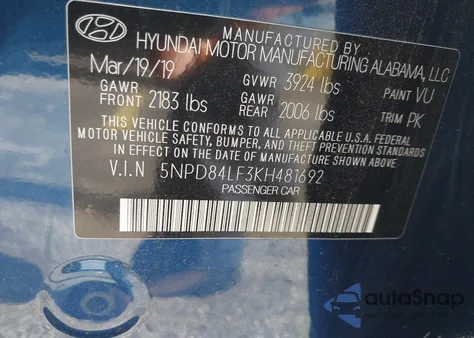 MANUFACTURED BY
HYUNDAI MOTOR MANUFACTURING ALABAMA, LLC
Mar/19/19 GVWR 3924 lbs PAINT VU
GAWR FRONT 2183 lbs GAWR REAR 2006 lbs TRIM PK
THIS VEHICLE CONFORMS TO ALL APPLICABLE U.S.A. FEDERAL
MOTOR VEHICLE SAFETY, BUMPER, AND THEFT PREVENTION STANDARDS
IN EFFECT ON THE DATE OF MANUFACTURE SHOWN ABOVE.
V.I.N 5NPD84LF3KH481692
PASSENGER CAR
autoSnap